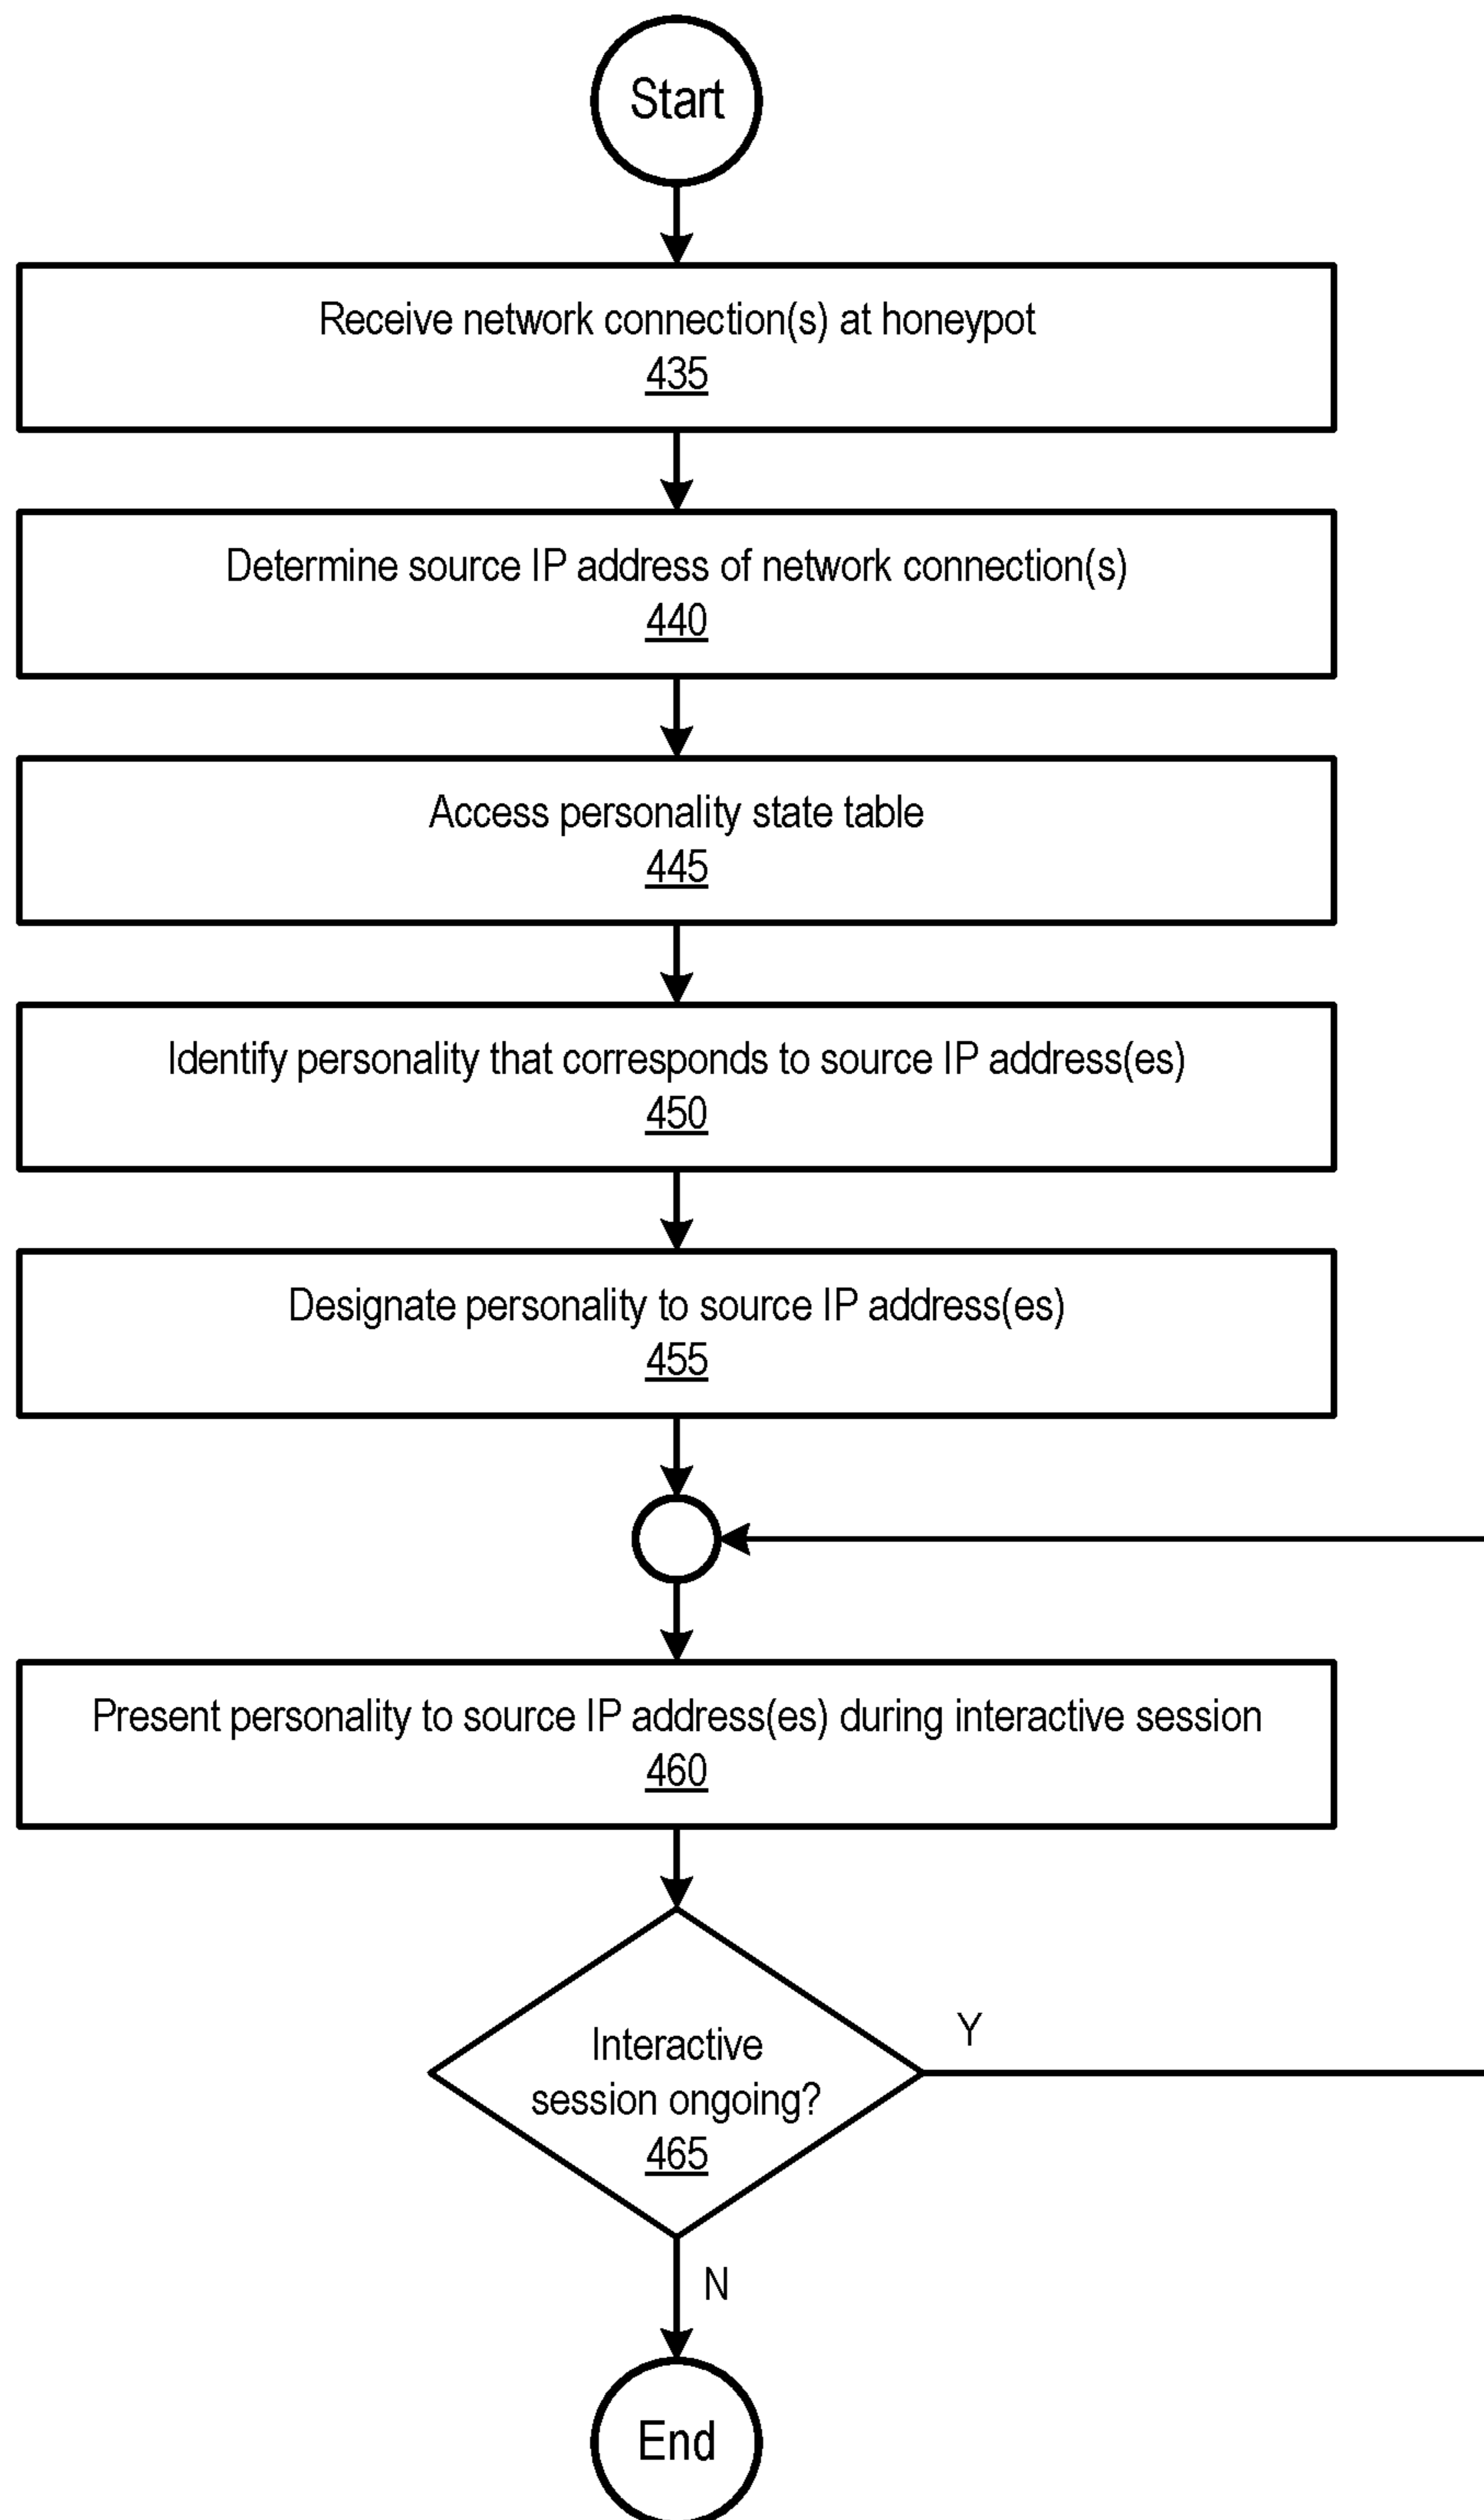 Start
Receive network connection(s) at honeypot
435
Determine source IP address of network connection(s)
440
Access personality state table
445
Identify personality that corresponds to source IP address(es)
450
Designate personality to source IP address(es)
455
Present personality to source IP address(es) during interactive session
460
Interactive
session ongoing?
465
Y
N
End